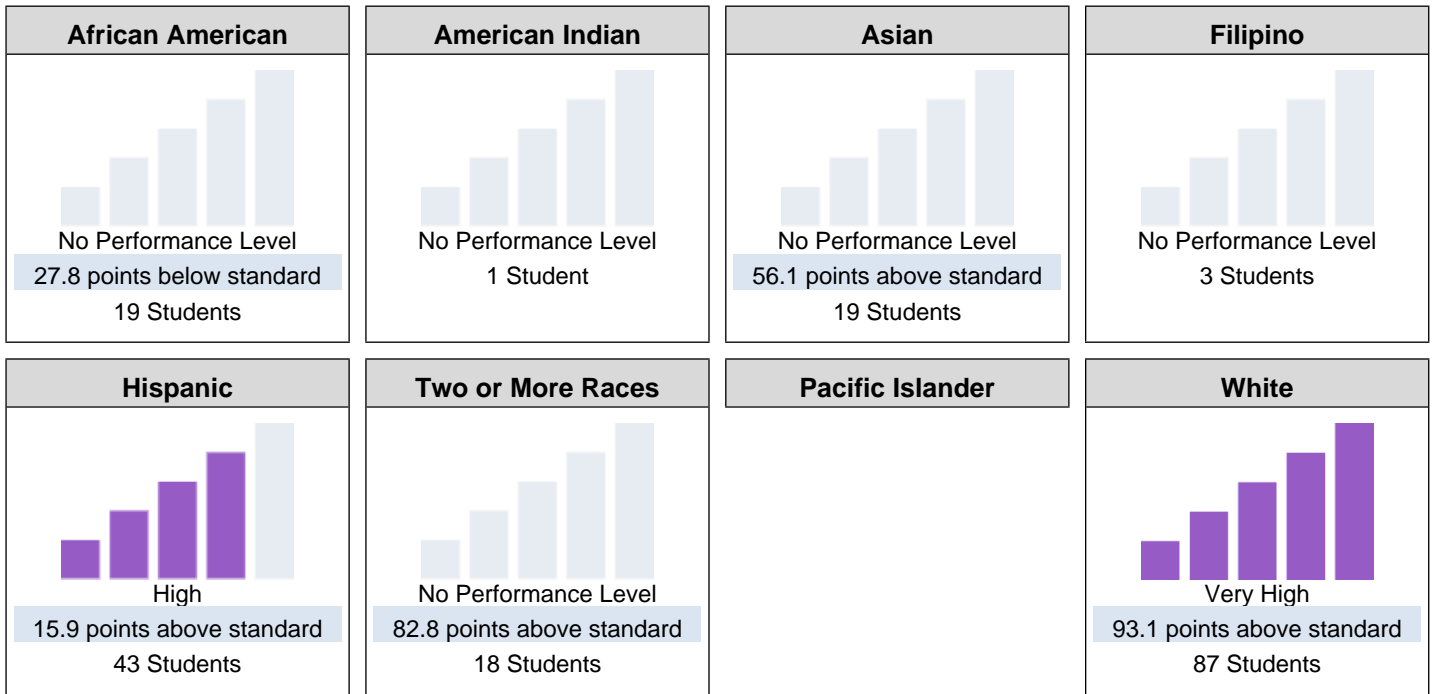 African American
No Performance Level
27.8 points below standard
19 Students
American Indian
No Performance Level
1 Student
Asian
No Performance Level
56.1 points above standard
19 Students
Filipino
No Performance Level
3 Students
Hispanic
High
15.9 points above standard
43 Students
Two or More Races
No Performance Level
82.8 points above standard
18 Students
Pacific Islander
White
Very High
93.1 points above standard
87 Students